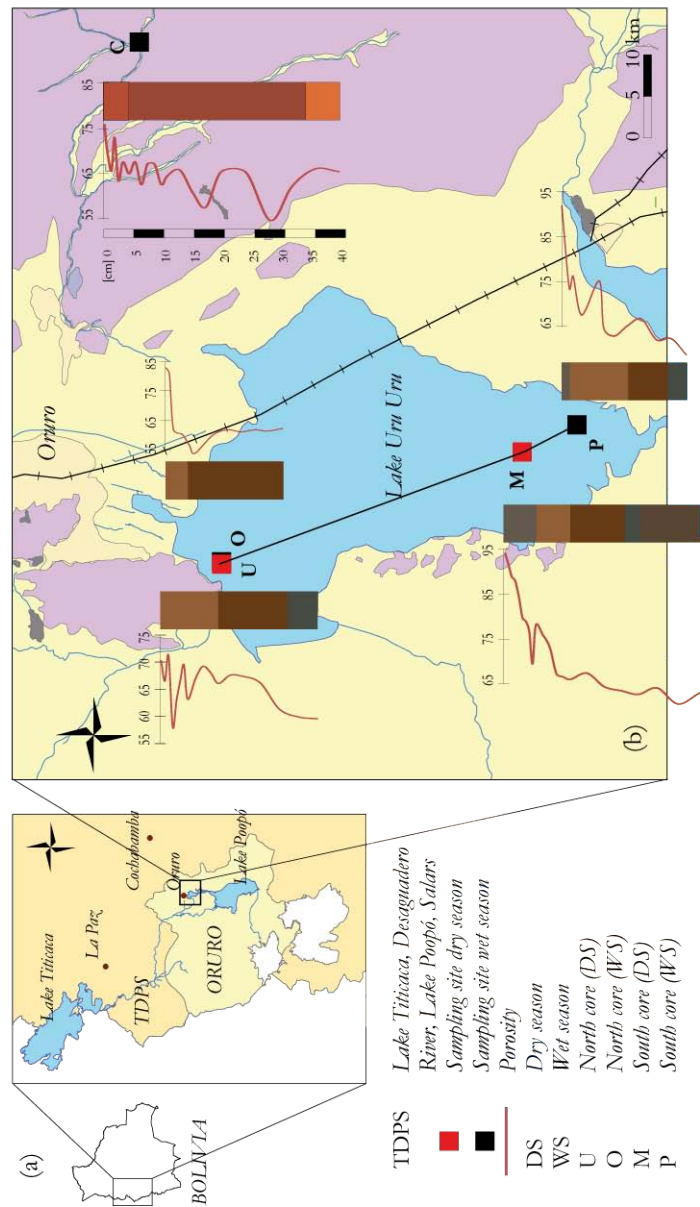 (a)
BOLIVIA
Lake Titicaca
La Paz
TDPS
Cochabamba
Oruro
ORURO
Lake Poopó
TDPS Lake Titicaca, Desaguadero
River, Lake Poopó, Salars
Sampling site dry season
Sampling site wet season
Porosity
DS Dry season
WS Wet season
U North core (DS)
O North core (WS)
M South core (DS)
P South core (WS)
(b)
Oruro
Lake Uru Uru
U
O
M
P
C
55 60 65 70 75
55 65 75 85
55 65 75 85
65 75 85 95
65 75 85 95
[cm]
0
5
10
15
20
25
30
35
40
0 5 10 km